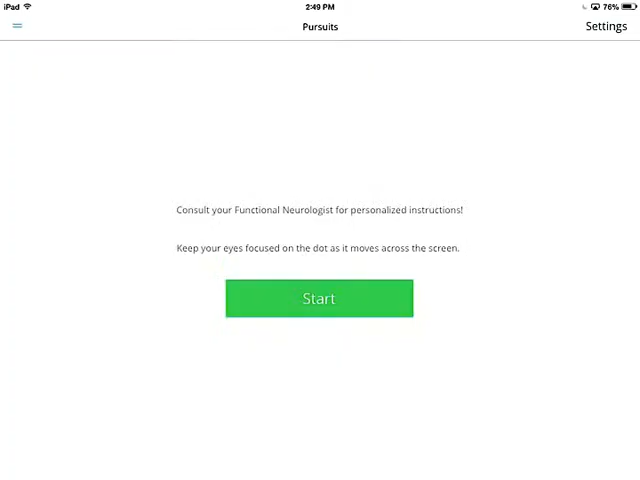 iPad 2:49 PM 76%
Pursuits Settings
Consult your Functional Neurologist for personalized instructions!
Keep your eyes focused on the dot as it moves across the screen.
Start